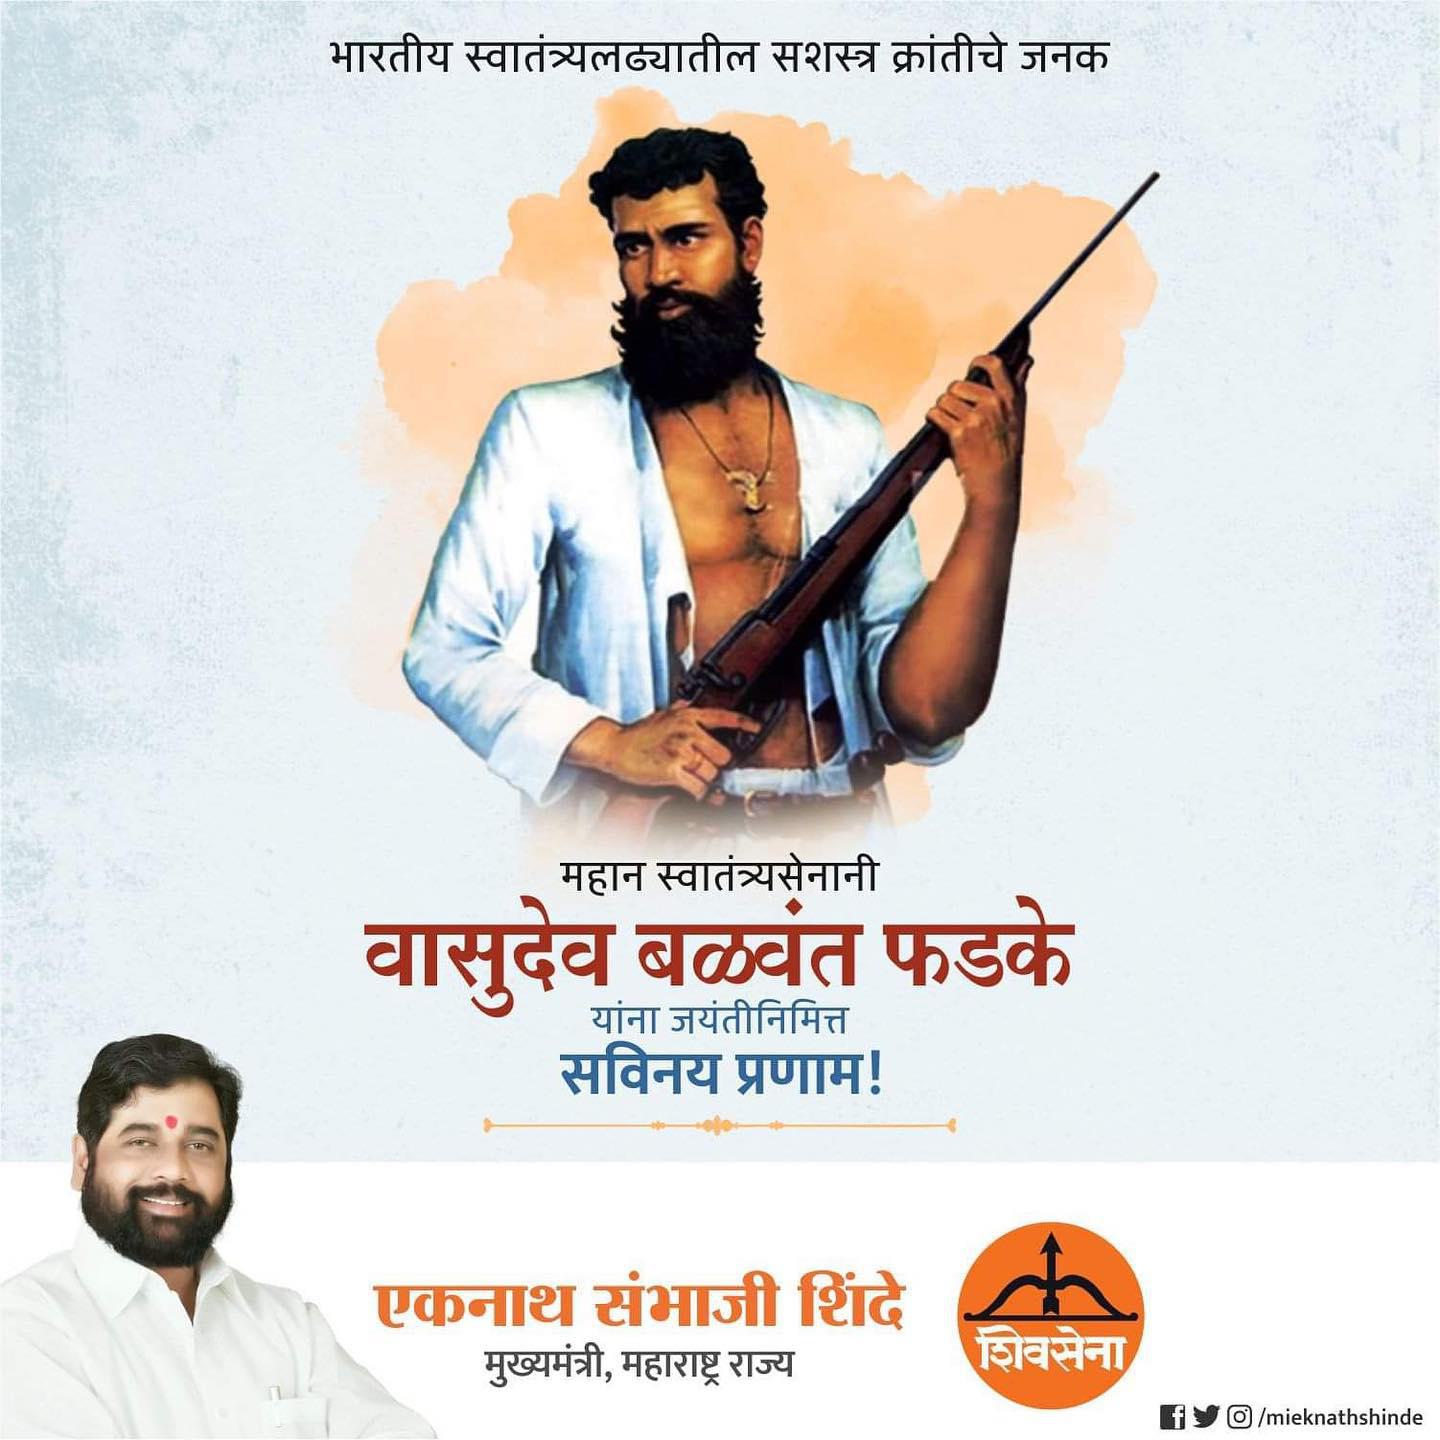 भारतीय स्वातंत्र्यलढ्यातील सशस्त्र क्रांतीचे जनक
महान स्वातंत्र्यसेनानी
वासुदेव बळवंत फडके
यांना जयंतीनिमित्त
सविनय प्रणाम!
एकनाथ संभाजी शिंदे
मुख्यमंत्री, महाराष्ट्र राज्य
शिवसेना
/mieknathshinde